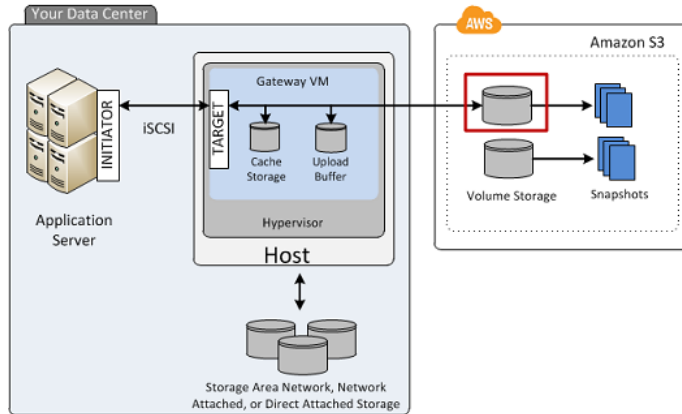 Your Data Center
AWS
Amazon S3
Gateway VM
INITIATOR
iSCSI
TARGET
Cache
Storage
Upload
Buffer
Volume Storage
Snapshots
Application
Server
Hypervisor
Host
Storage Area Network, Network
Attached, or Direct Attached Storage